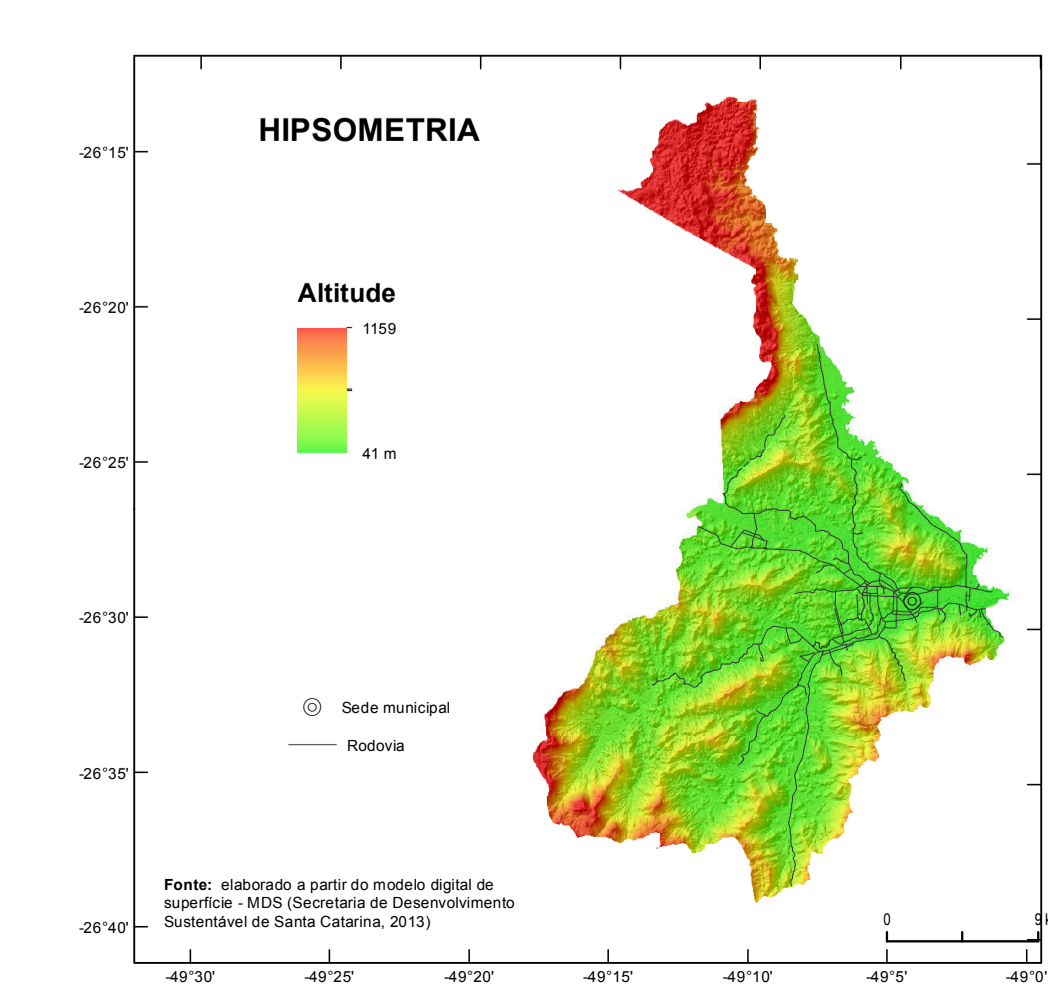 HIPSOMETRIA
-26°15'
-26°20'
-26°25'
-26°30'
-26°35'
-26°40'
Altitude
1159
41 m
Sede municipal
Rodovia
Fonte: elaborado a partir do modelo digital de
superfície - MDS (Secretaria de Desenvolvimento
Sustentável de Santa Catarina, 2013)
0 9
-49°30' -49°25' -49°20' -49°15' -49°10' -49°5' -49°0'